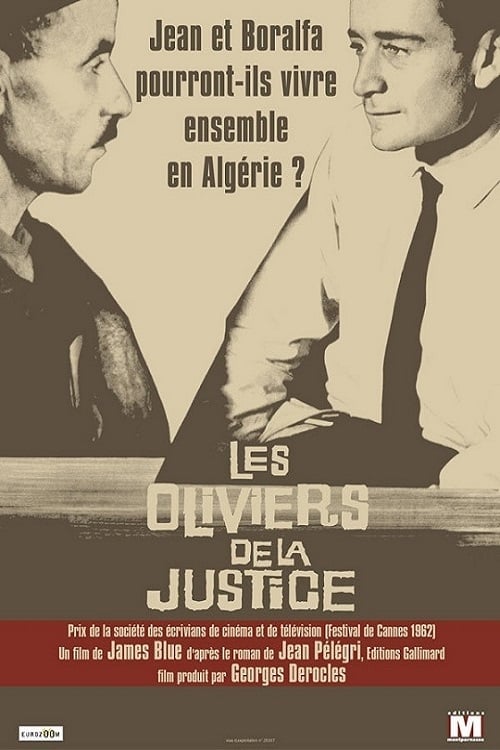 Jean et Boralfa
pourront-ils vivre
ensemble
en Algérie ?
LES
OLIVIERS
DE LA
JUSTICE
Prix de la société des écrivians de cinéma et de télévision (Festival de Cannes 1962)
Un film de James Blue d'après le roman de Jean Pélégri, Editions Gallimard
film produit par Georges Derocles
EUROZOOM
editions
M
montparnasse